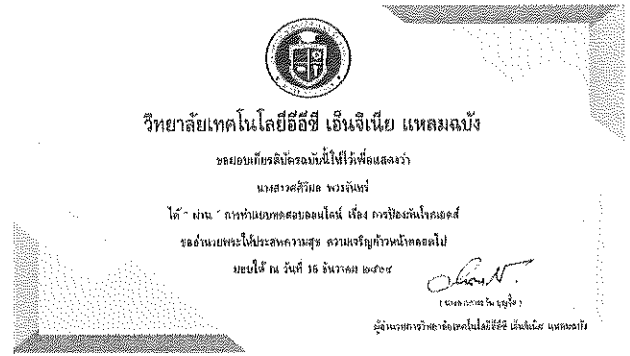 วิทยาลัยเทคโนโลยีอีอีซี เอ็นจิเนีย แหลมฉบัง
ขอมอบเกียรติบัตรฉบับนี้ให้ไว้เพื่อแสดงว่า
นางสาวศศิวิมล พวงจันทร์
ได้ " ผ่าน " การทำแบบทดสอบออนไลน์ เรื่อง การป้องกันโรคเอดส์
ขออำนวยพรให้ประสบความสุข ความเจริญก้าวหน้าตลอดไป
มอบให้ ณ วันที่ 16 ธันวาคม ๒๕๖๔
ผู้อำนวยการวิทยาลัยเทคโนโลยีอีอีซี เอ็นจิเนีย แหลมฉบัง